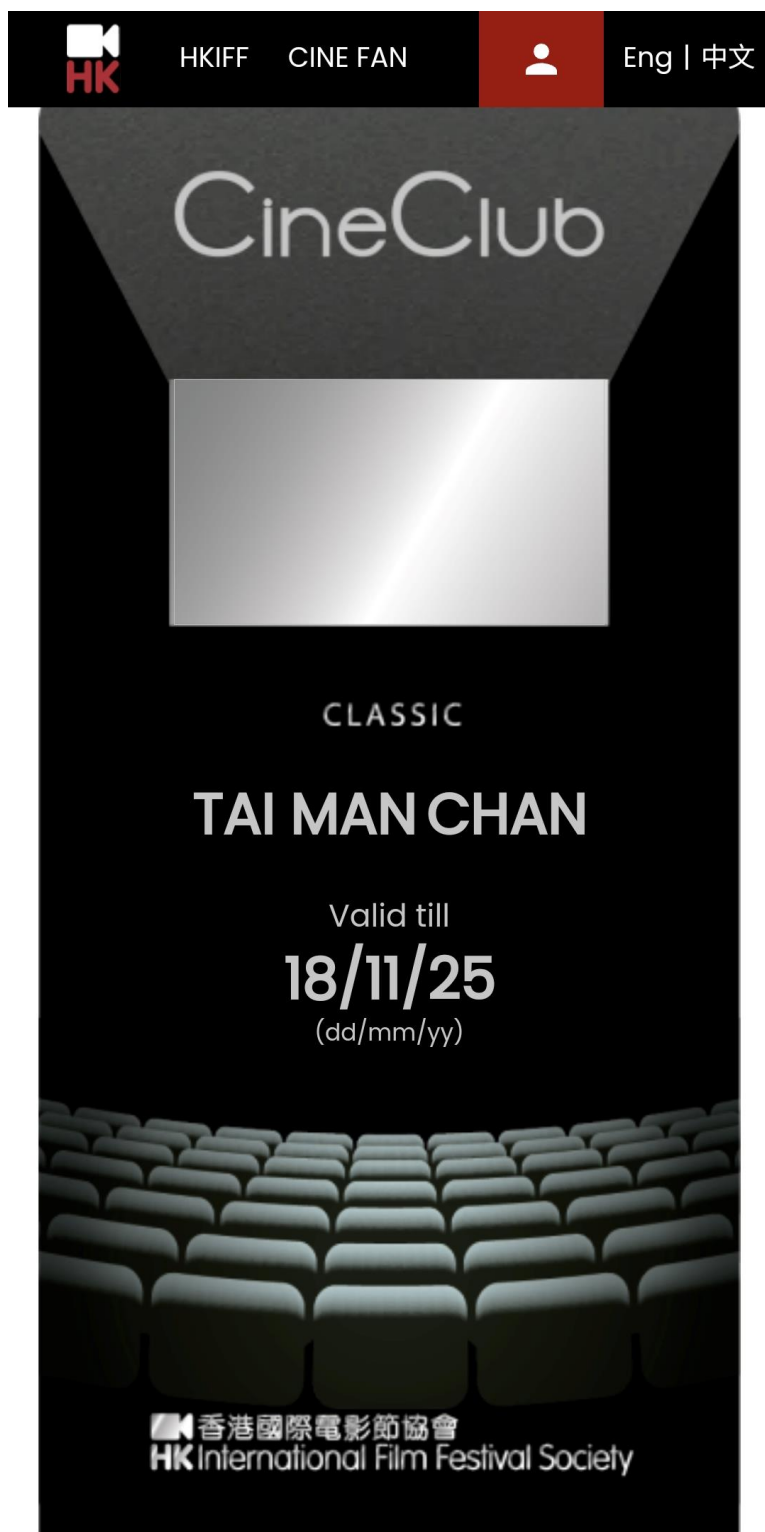 HK
HKIFF CINE FAN Eng | 中文
CineClub
CLASSIC
TAI MAN CHAN
Valid till
18/11/25
(dd/mm/yy)
香港國際電影節協會
HK International Film Festival Society